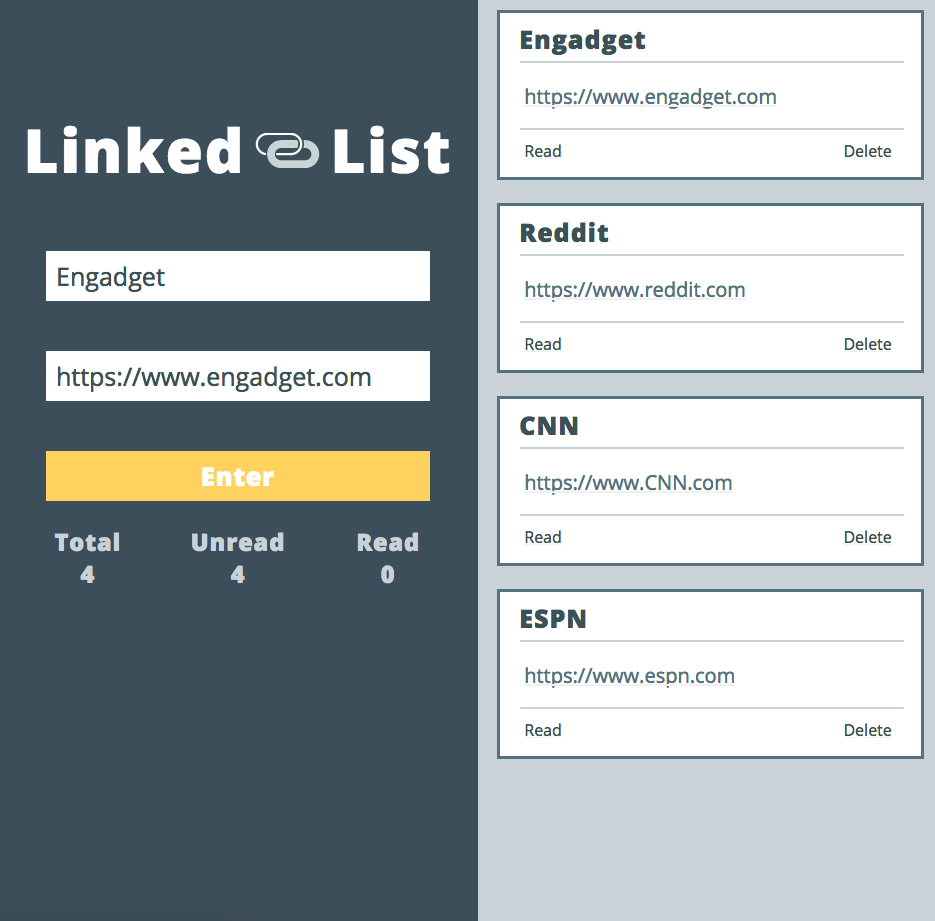 Linked List
Engadget
https://www.engadget.com
Enter
Total Unread Read
4 4 0
Engadget
https://www.engadget.com
Read Delete
Reddit
https://www.reddit.com
Read Delete
CNN
https://www.CNN.com
Read Delete
ESPN
https://www.espn.com
Read Delete